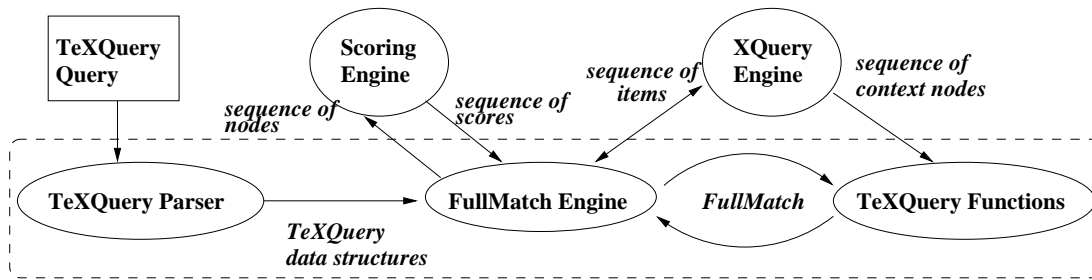 TeXQuery
Query
Scoring
Engine
XQuery
Engine
sequence of
nodes
sequence of
scores
sequence of
items
sequence of
context nodes
TeXQuery Parser
FullMatch Engine
FullMatch
TeXQuery Functions
TeXQuery
data structures